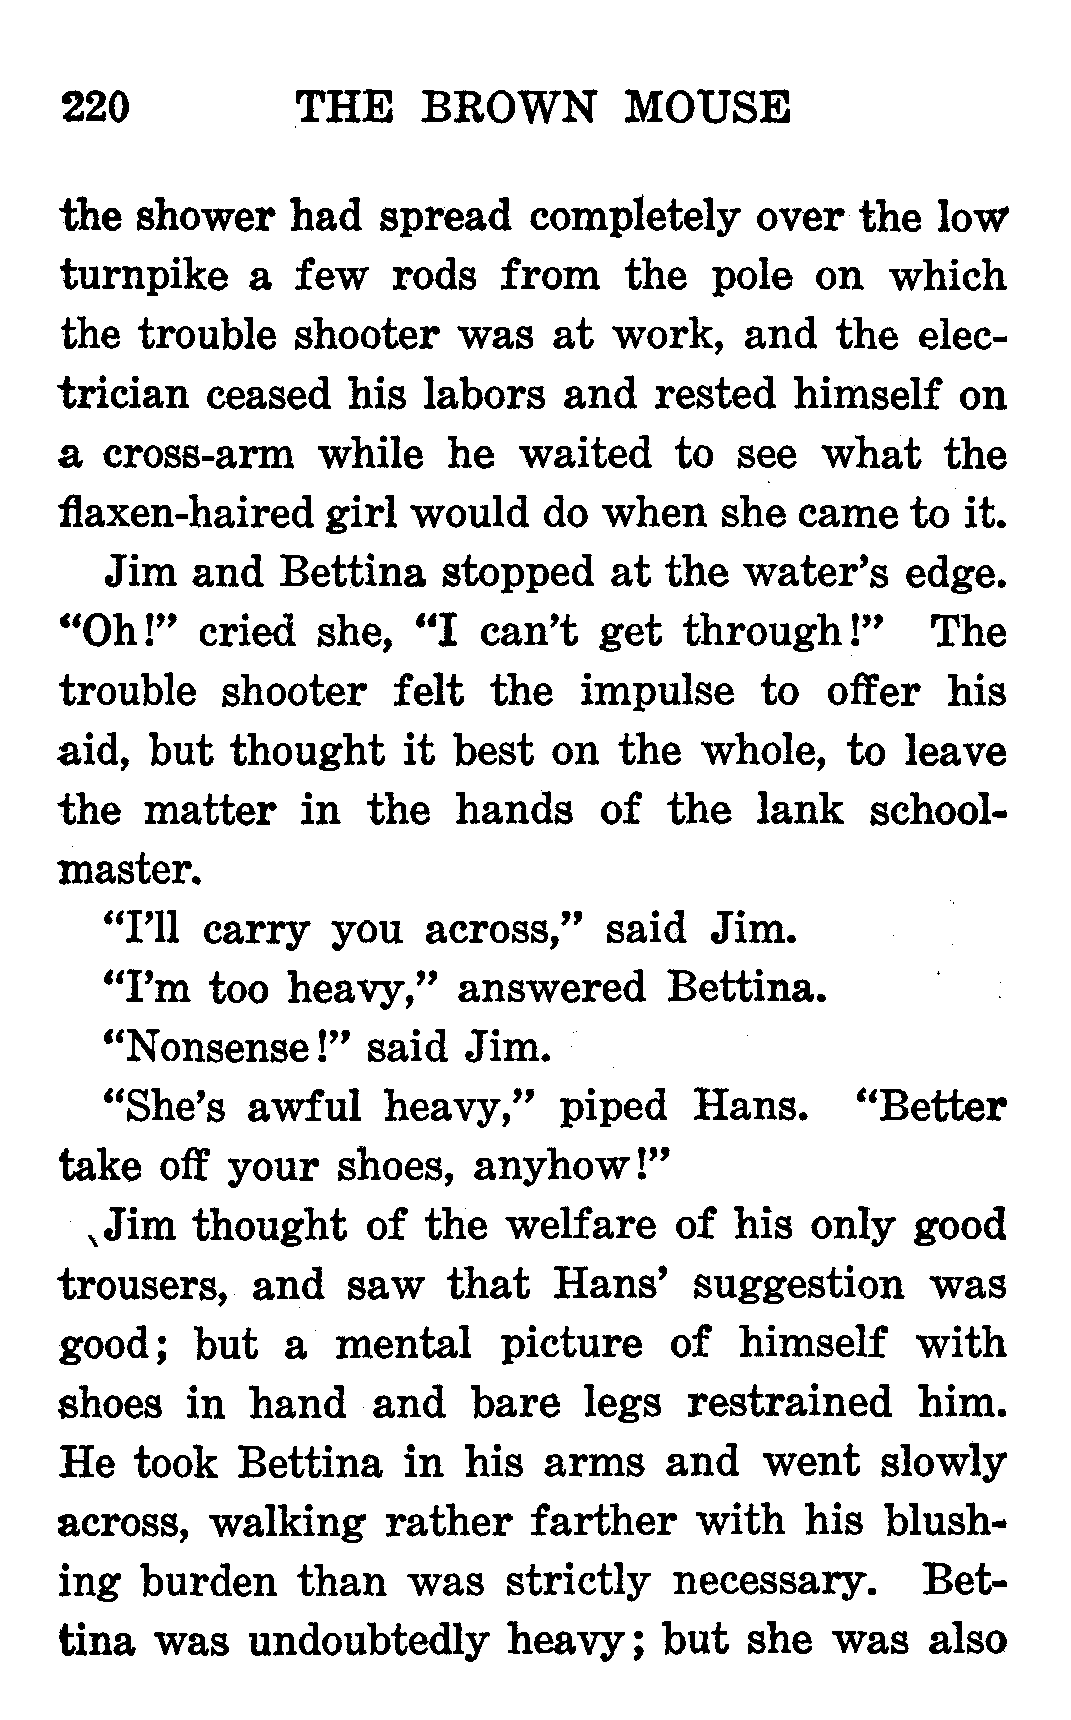 220 THE BROWN MOUSE
the shower had spread completely over the low
turnpike a few rods from the pole on which
the trouble shooter was at work, and the elec-
trician ceased his labors and rested himself on
a cross-arm while he waited to see what the
flaxen-haired girl would do when she came to it.
Jim and Bettina stopped at the water's edge.
“Oh!” cried she, “I can't get through!” The
trouble shooter felt the impulse to offer his
aid, but thought it best on the whole, to leave
the matter in the hands of the lank school-
master.
“I'll carry you across,” said Jim.
“I'm too heavy,” answered Bettina.
“Nonsense!” said Jim.
“She's awful heavy,” piped Hans. “Better
take off your shoes, anyhow!”
Jim thought of the welfare of his only good
trousers, and saw that Hans' suggestion was
good; but a mental picture of himself with
shoes in hand and bare legs restrained him.
He took Bettina in his arms and went slowly
across, walking rather farther with his blush-
ing burden than was strictly necessary. Bet-
tina was undoubtedly heavy; but she was also